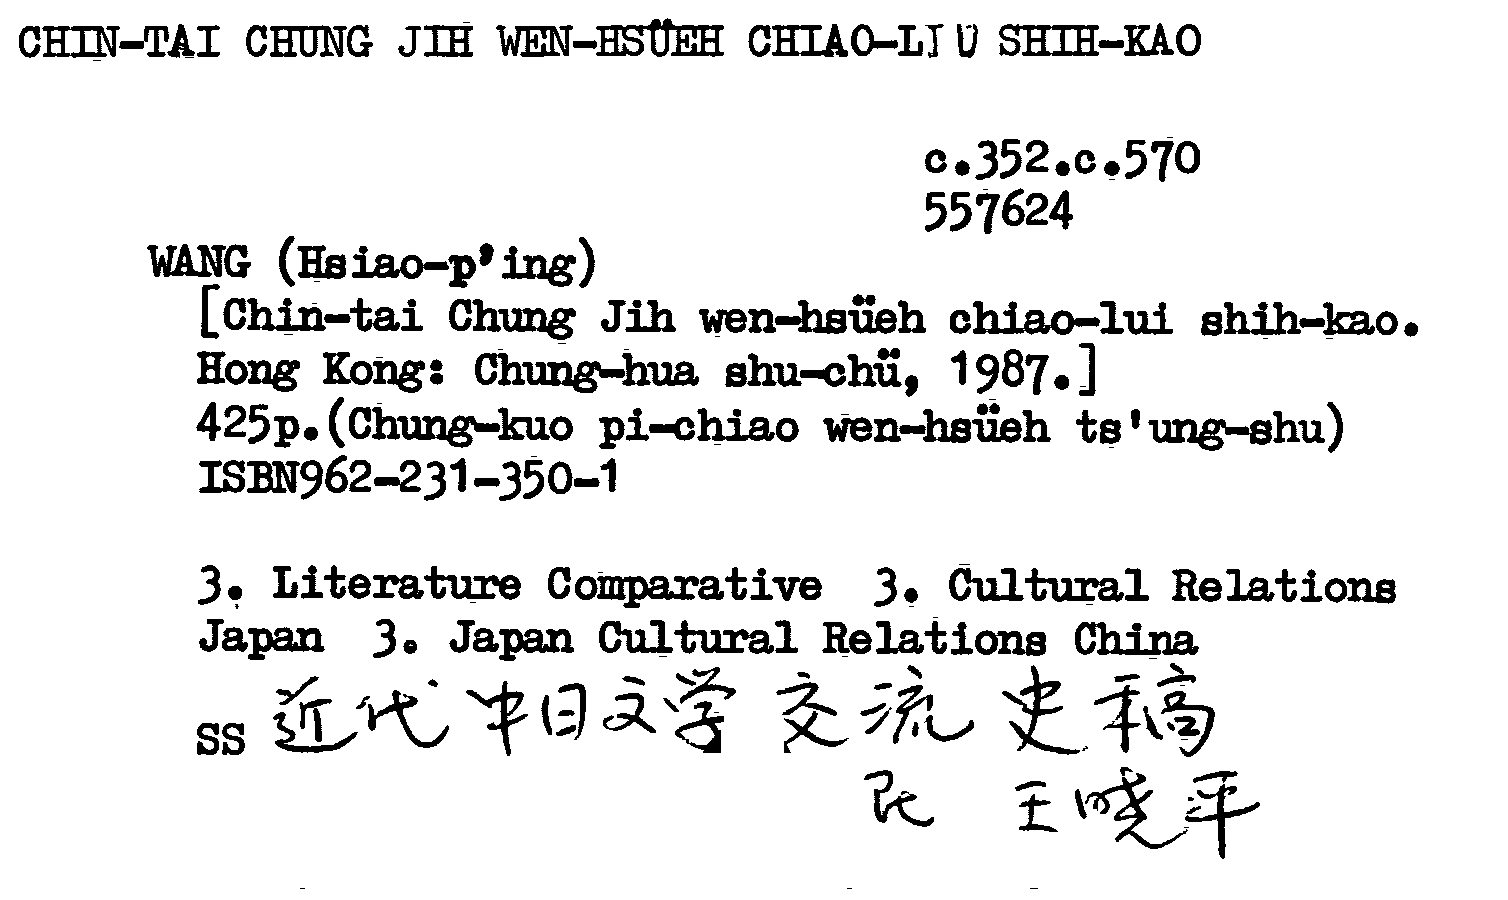 CHIN-TAI CHUNG JIH WEN-HSÜEH CHIAO-LIU SHIH-KAO
c.352.c.570
557624
WANG (Hsiao-p'ing)
[Chin-tai Chung Jih wen-hsüeh chiao-lui shih-kao.
Hong Kong: Chung-hua shu-chü, 1987.]
425p.(Chung-kuo pi-chiao wen-hsüeh ts'ung-shu)
ISBN962-231-350-1
3. Literature Comparative 3. Cultural Relations
Japan 3. Japan Cultural Relations China
SS 近代中日文学交流史稿
王晓平